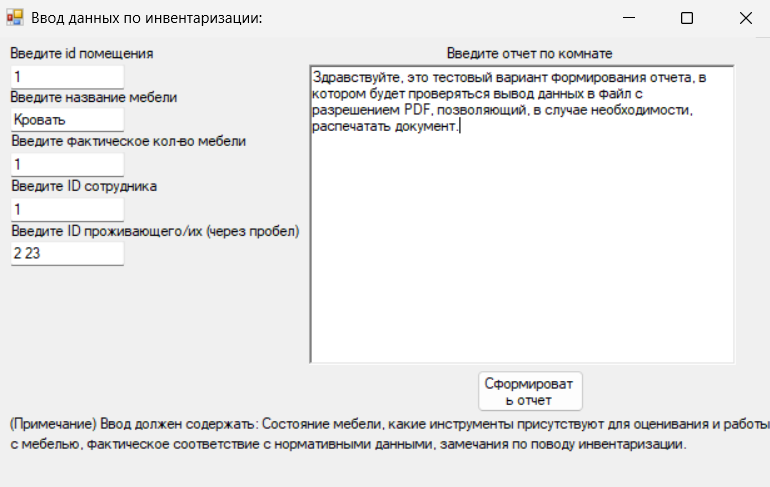 Ввод данных по инвентаризации:
Введите id помещения
1
Введите название мебели
Кровать
Введите фактическое кол-во мебели
1
Введите ID сотрудника
1
Введите ID проживающего/их (через пробел)
2 23
Введите отчет по комнате
Здравствуйте, это тестовый вариант формирования отчета, в
котором будет проверяться вывод данных в файл с
разрешением PDF, позволяющий, в случае необходимости,
распечатать документ.
Сформироват
ь отчет
(Примечание) Ввод должен содержать: Состояние мебели, какие инструменты присутствуют для оценивания и работы
с мебелью, фактическое соответствие с нормативными данными, замечания по поводу инвентаризации.